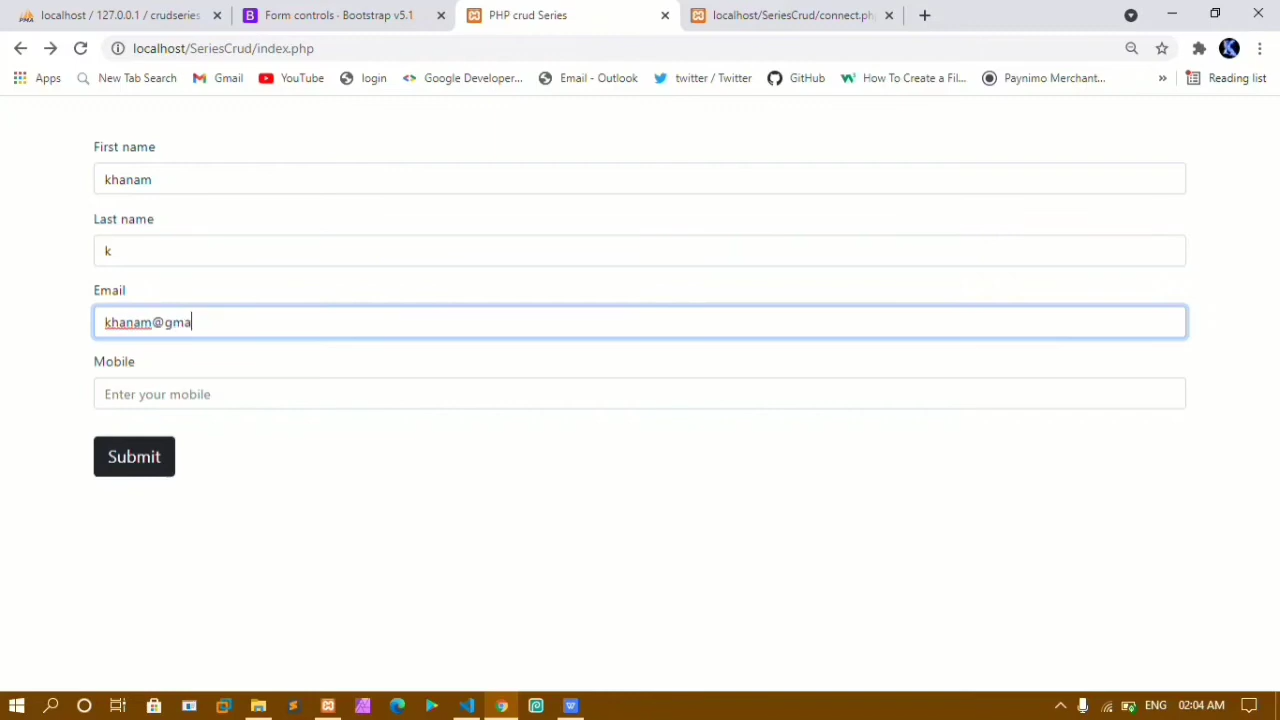 localhost / 127.0.0.1 / crudseries
Form controls · Bootstrap v5.1
PHP crud Series
localhost/SeriesCrud/connect.ph
localhost/SeriesCrud/index.php
Apps
New Tab Search
Gmail
YouTube
login
Google Developer...
Email - Outlook
twitter / Twitter
GitHub
How To Create a Fil...
Paynimo Merchant...
»
Reading list
First name
khanam
Last name
k
Email
khanam@gma
Mobile
Enter your mobile
Submit
ENG
02:04 AM